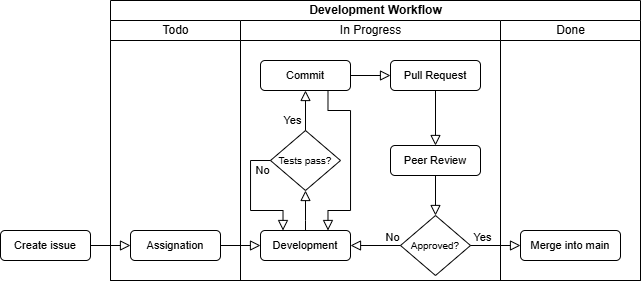 Development Workflow
Todo
In Progress
Done
Commit
Pull Request
Yes
Tests pass?
No
Peer Review
Create issue
Assignation
Development
No
Approved?
Yes
Merge into main